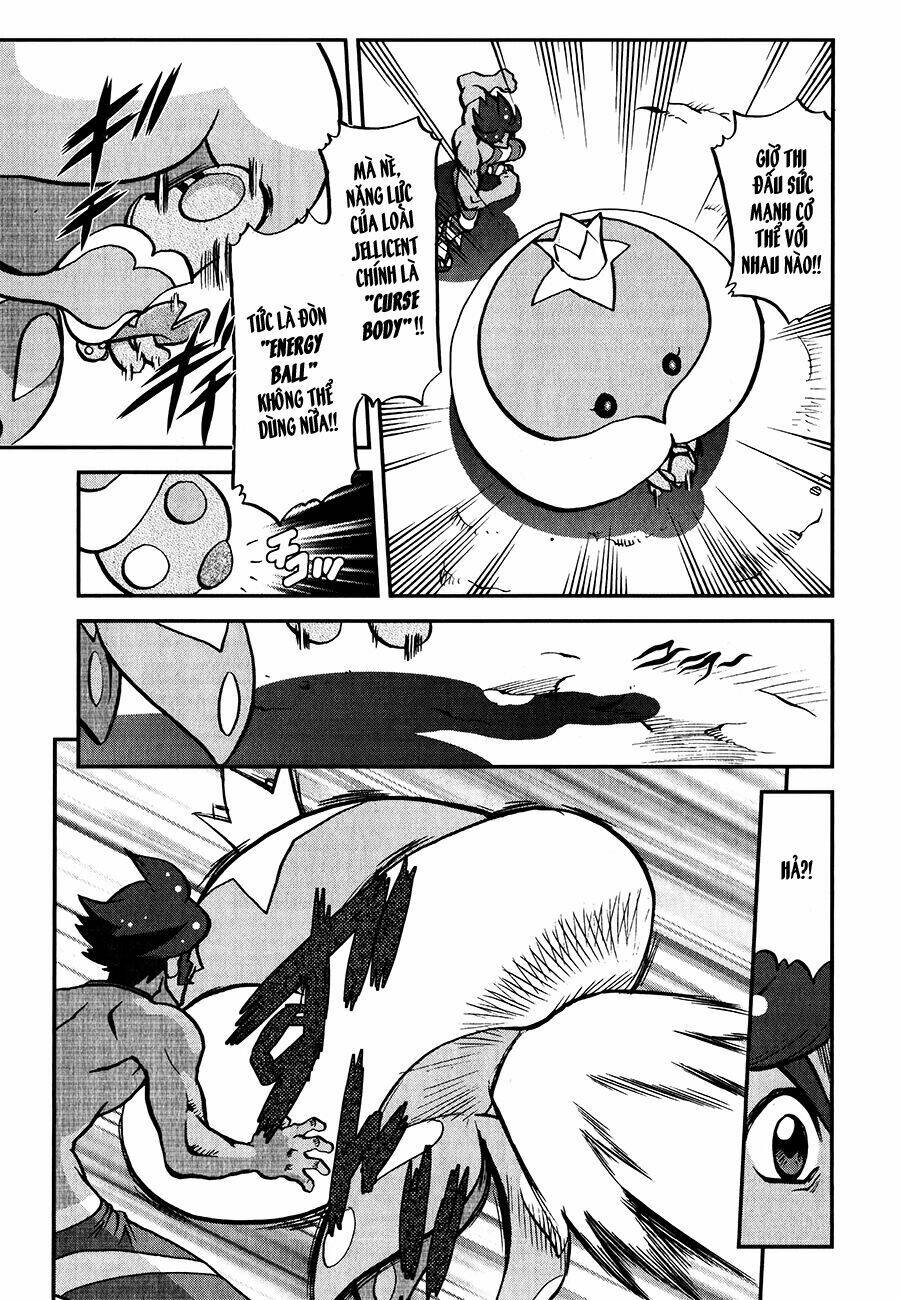 GIỜ THI
ĐẤU SỨC
MẠNH CƠ
THỂ VỚI
NHAU NÀO!!
MÀ NÈ,
NĂNG LỰC
CỦA LOÀI
JELLICENT
CHÍNH LÀ
"CURSE
BODY"!!
TỨC LÀ ĐÒN
"ENERGY
BALL"
KHÔNG THỂ
DÙNG NỮA!!
HẢ?!